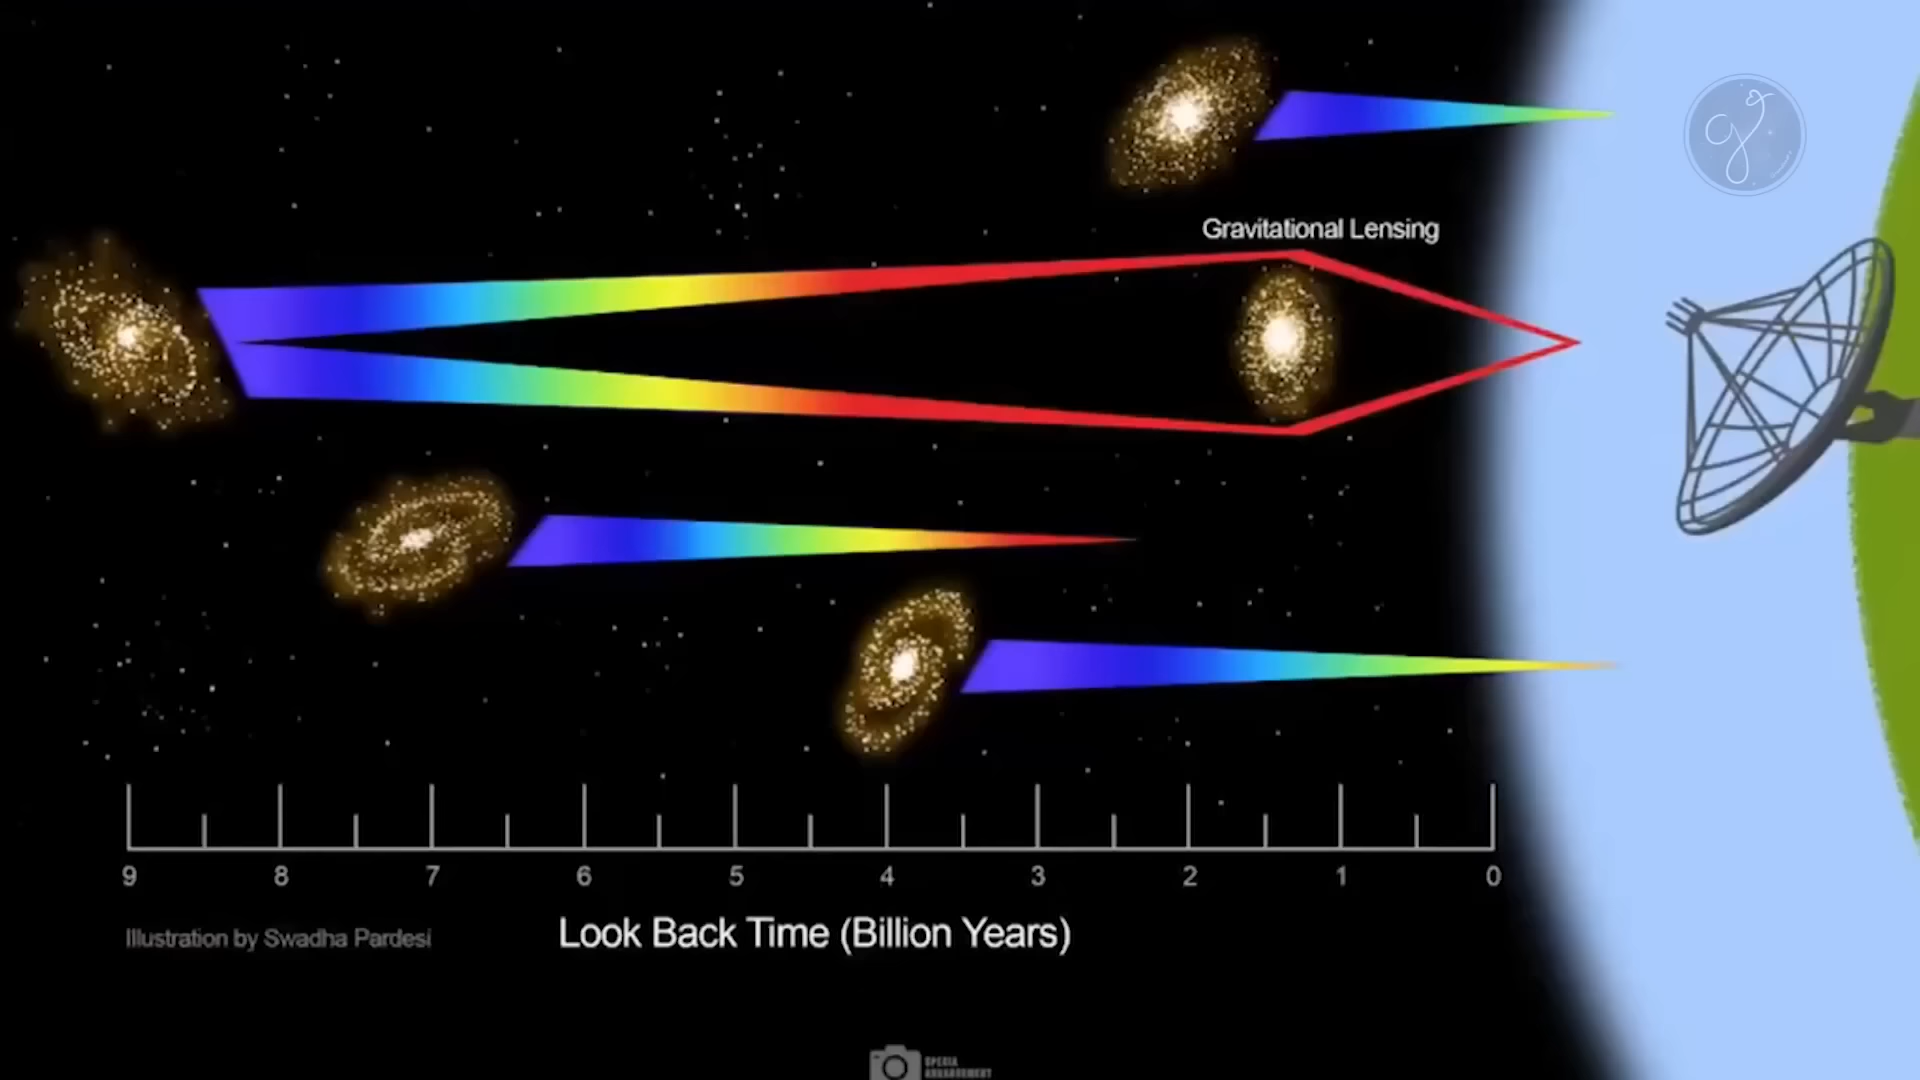 Gravitational Lensing
9 8 7 6 5 4 3 2 1 0
Illustration by Swadha Pardesi
Look Back Time (Billion Years)